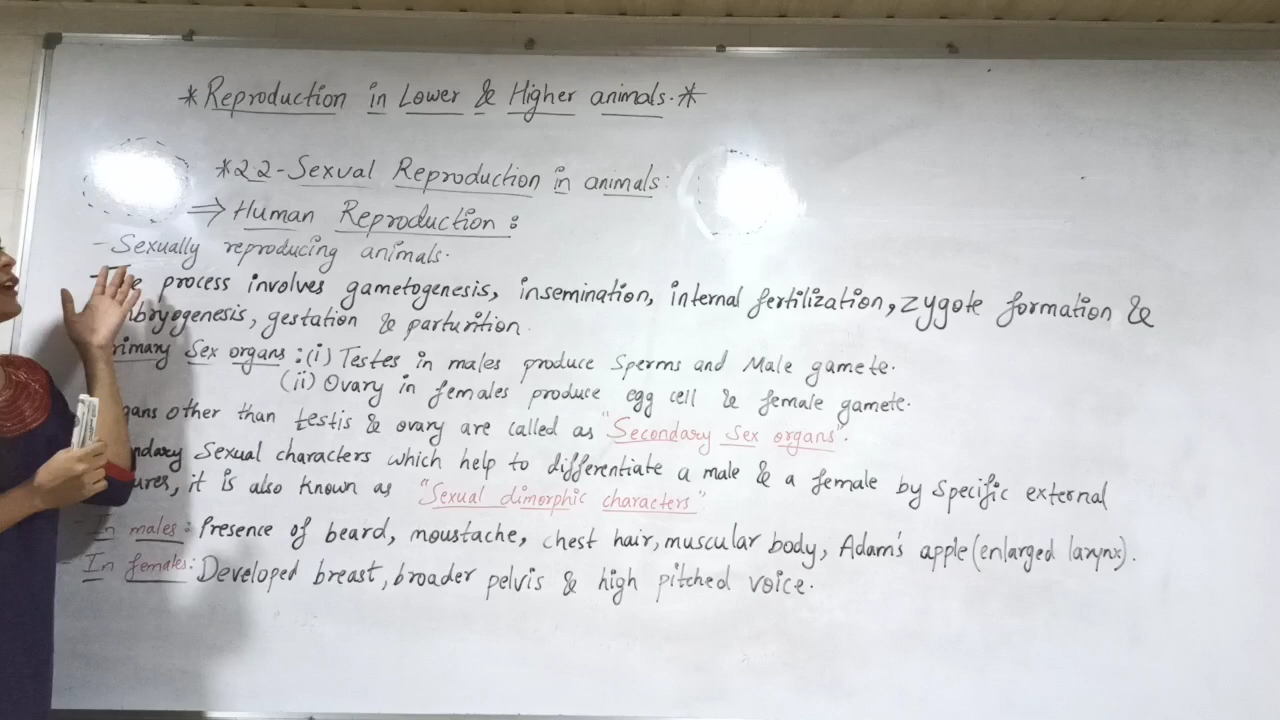 *Reproduction in Lower & Higher animals.*
*2.2-Sexual Reproduction in animals:
⇒ Human Reproduction:
- Sexually reproducing animals.
process involves gametogenesis, insemination, internal fertilization, zygote formation &
bryogenesis, gestation & parturition.
rimary Sex organs: (i) Testes in males produce Sperms and Male gamete.
(ii) Ovary in females produce egg cell & female gamete.
gans other than testis & ovary are called as "Secondary Sex organs".
ndary Sexual characters which help to differentiate a male & a female by specific external
ures, it is also known as "Sexual dimorphic characters"
- In males: Presence of beard, moustache, chest hair, muscular body, Adam's apple (enlarged larynx).
- In females: Developed breast, broader pelvis & high pitched voice.